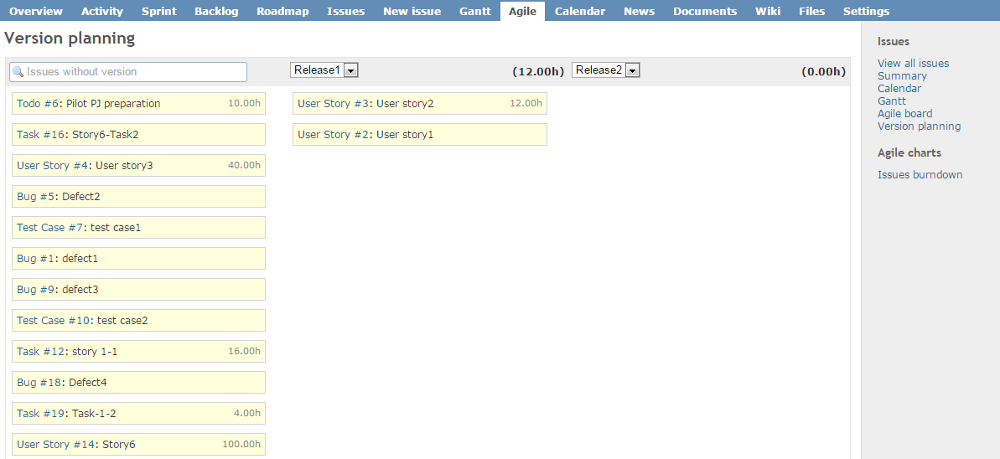 Overview Activity Sprint Backlog Roadmap Issues New issue Gantt Agile Calendar News Documents Wiki Files Settings
Version planning
Issues without version
Release1 (12.00h) Release2 (0.00h)
Todo #6: Pilot PJ preparation 10.00h
Task #16: Story6-Task2
User Story #4: User story3 40.00h
Bug #5: Defect2
Test Case #7: test case1
Bug #1: defect1
Bug #9: defect3
Test Case #10: test case2
Task #12: story 1-1 16.00h
Bug #18: Defect4
Task #19: Task-1-2 4.00h
User Story #14: Story6 100.00h
User Story #3: User story2 12.00h
User Story #2: User story1
Issues
View all issues
Summary
Calendar
Gantt
Agile board
Version planning
Agile charts
Issues burndown